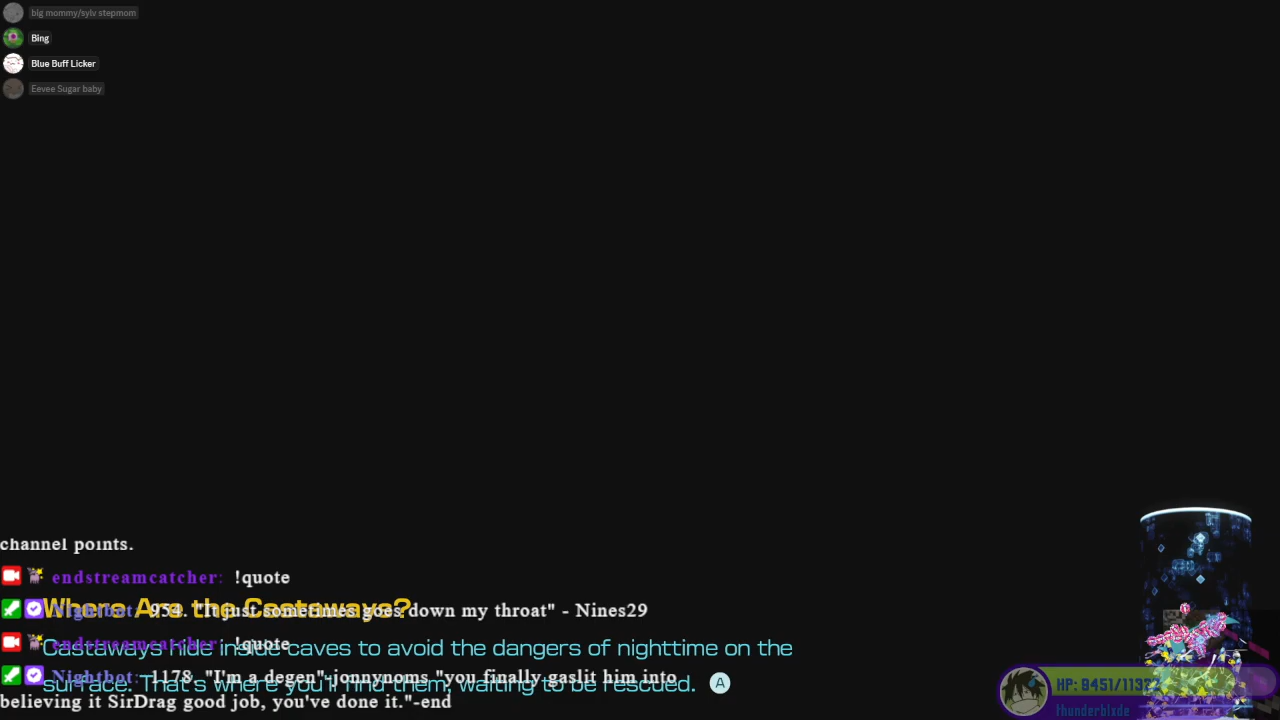 big mommy/sylv stepmom
Bing
Blue Buff Licker
Eevee Sugar baby
channel points.
endstreamcatcher: !quote
Where Are the Castaways?
Nightbot: 954. "It just sometimes goes down my throat" - Nines29
endstreamcatcher: !quote
Castaways hide inside caves to avoid the dangers of nighttime on the
Nightbot: 1178. "I'm a degen"-jonnynoms "you finally gaslit him into
surface. That's where you'll find them, waiting to be rescued. A
believing it SirDrag good job, you've done it."-end
HP: 9451/11322
thunderblxde